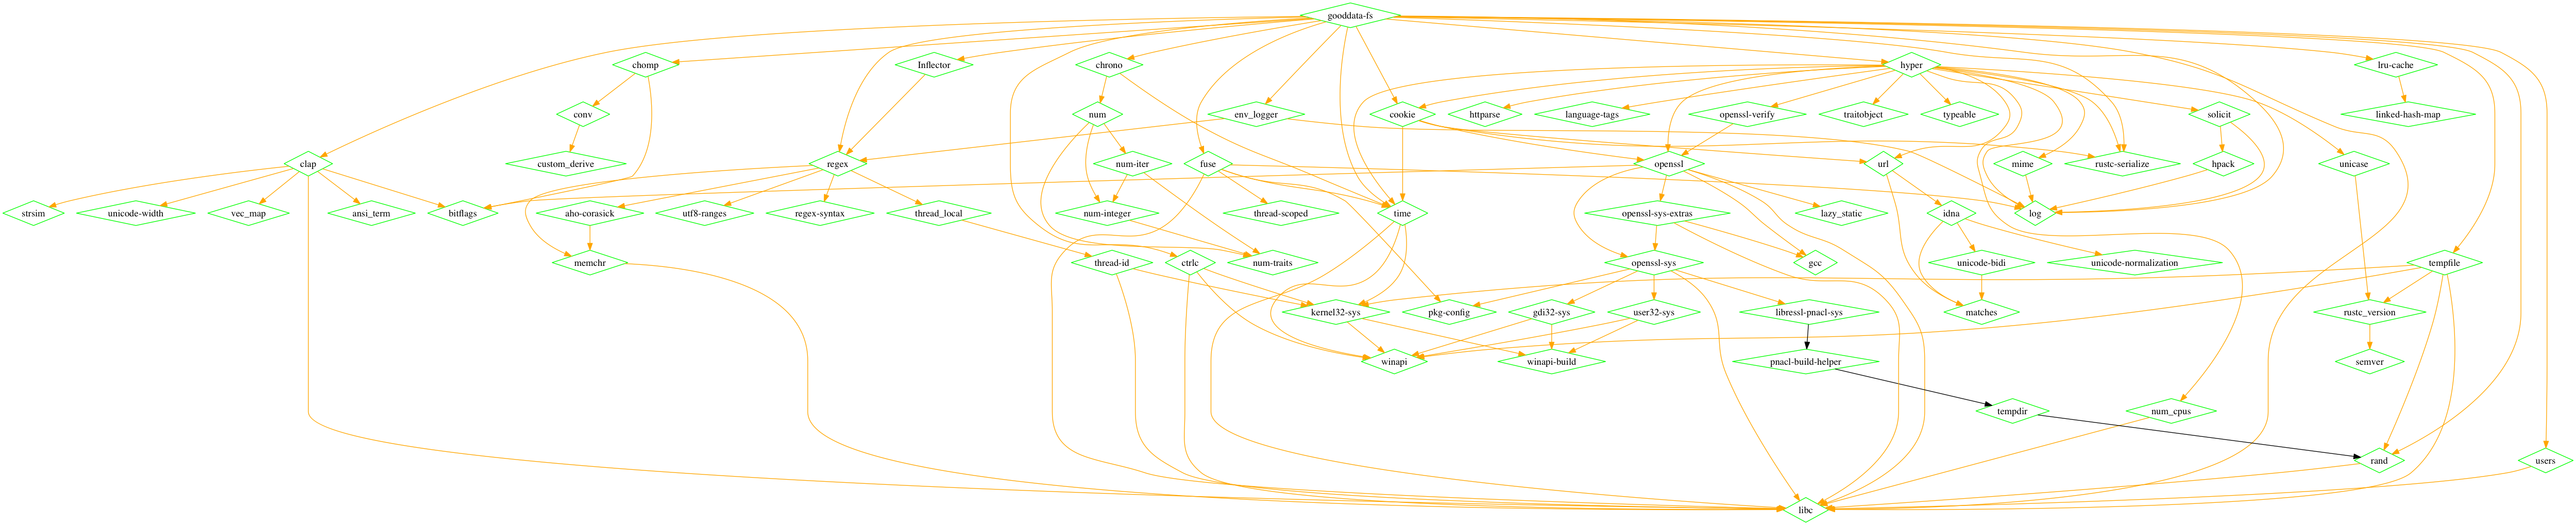 gooddata-fs
chomp
Inflector
chrono
hyper
lru-cache
conv
num
env_logger
cookie
httparse
language-tags
openssl-verify
traitobject
typeable
solicit
linked-hash-map
custom_derive
clap
regex
num-iter
fuse
openssl
url
mime
rustc-serialize
hpack
unicase
strsim
unicode-width
vec_map
ansi_term
bitflags
aho-corasick
utf8-ranges
regex-syntax
thread_local
num-integer
thread-scoped
time
openssl-sys-extras
lazy_static
idna
log
memchr
thread-id
ctrlc
num-traits
openssl-sys
gcc
unicode-bidi
unicode-normalization
tempfile
kernel32-sys
pkg-config
gdi32-sys
user32-sys
libressl-pnacl-sys
matches
rustc_version
winapi
winapi-build
pnacl-build-helper
semver
tempdir
num_cpus
rand
users
libc